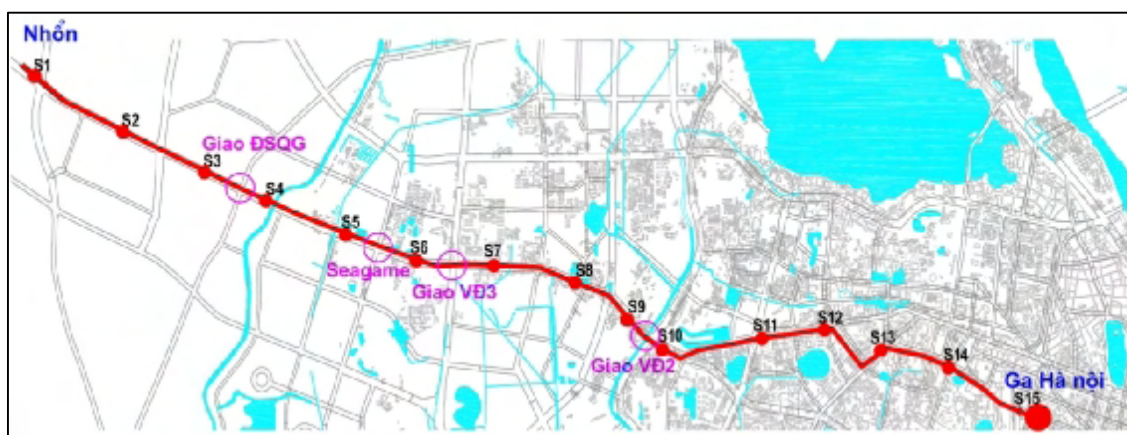 Nhổn
S1
S2
S3
Giao ĐSQG
S4
S5
Seagame
S6
Giao VĐ3
S7
S8
S9
S10
Giao VĐ2
S11
S12
S13
S14
Ga Hà nội
S15